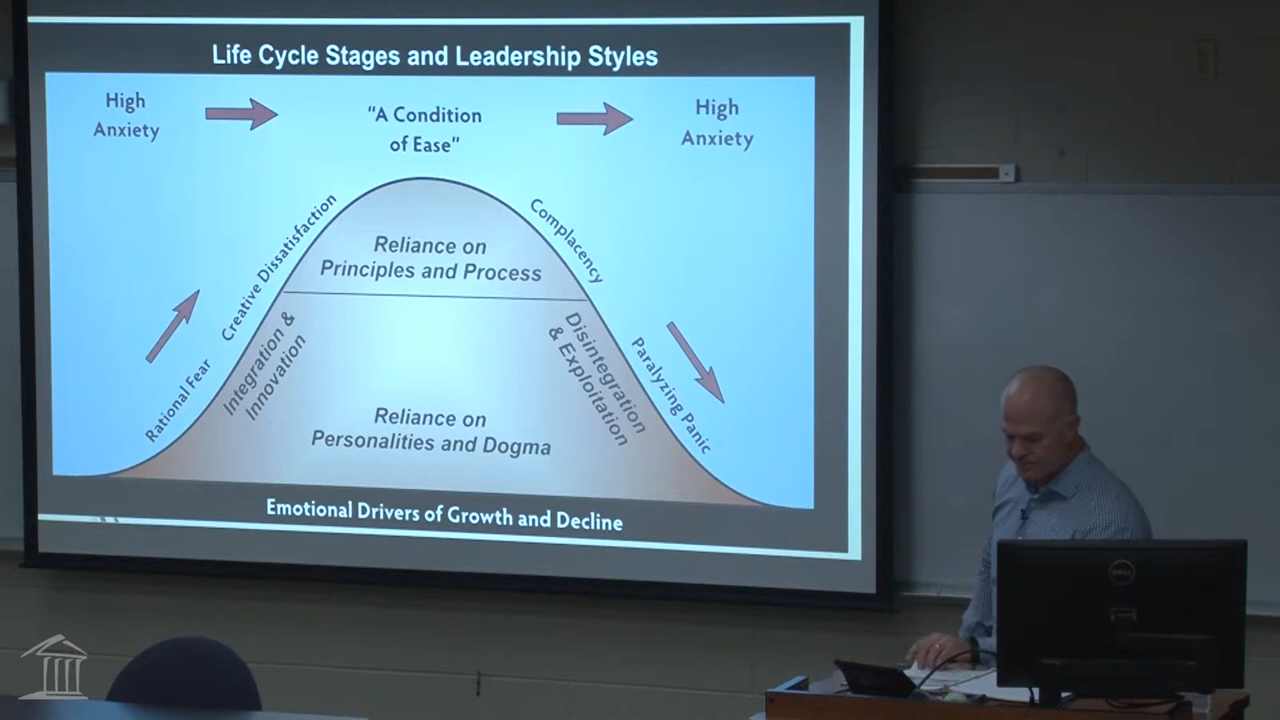 Life Cycle Stages and Leadership Styles
High
Anxiety
“A Condition
of Ease”
High
Anxiety
Rational Fear
Creative Dissatisfaction
Complacency
Paralyzing Panic
Reliance on
Principles and Process
Integration &
Innovation
Disintegration
& Exploitation
Reliance on
Personalities and Dogma
Emotional Drivers of Growth and Decline
DELL